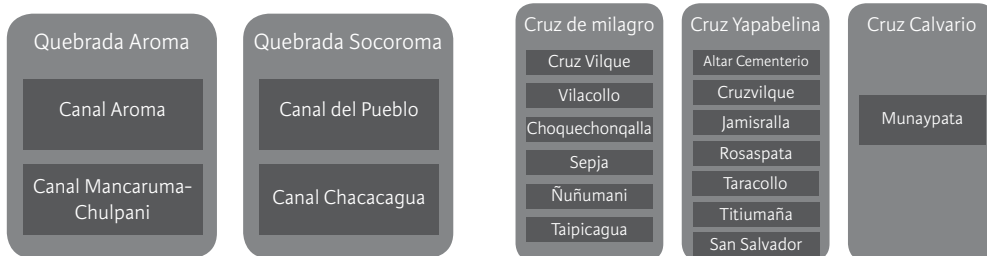 Quebrada Aroma
Canal Aroma
Canal Mancaruma-
Chulpani
Quebrada Socoroma
Canal del Pueblo
Canal Chacacagua
Cruz de milagro
Cruz Vilque
Vilacollo
Choquechonqalla
Sepja
Ñuñumani
Taipicagua
Cruz Yapabelina
Altar Cementerio
Cruzvilque
Jamisralla
Rosaspata
Taracollo
Titiumaña
San Salvador
Cruz Calvario
Munaypata